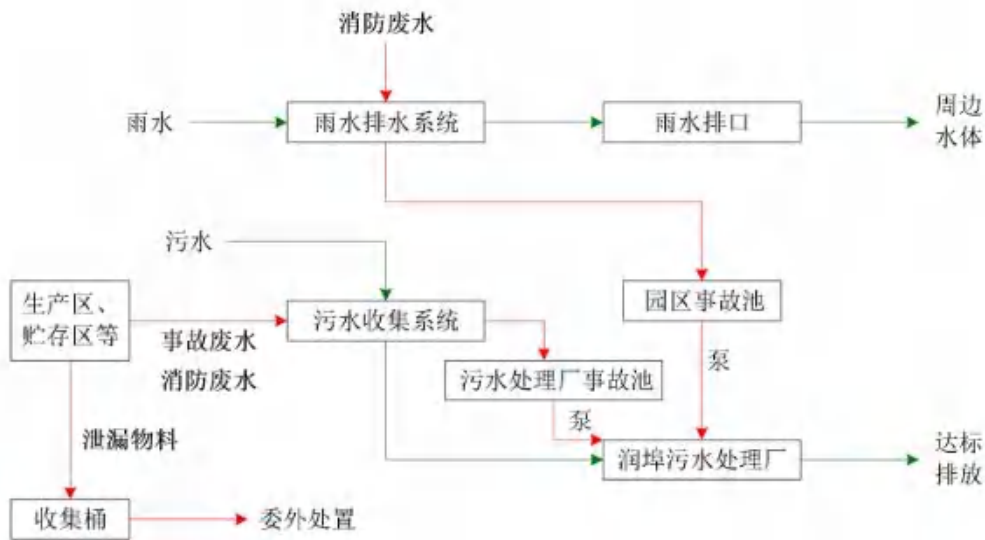 消防废水
雨水
雨水排水系统
雨水排口
周边
水体
污水
生产区、
贮存区等
事故废水
消防废水
污水收集系统
园区事故池
污水处理厂事故池
泵
泵
泄漏物料
润埠污水处理厂
达标
排放
收集桶
委外处置